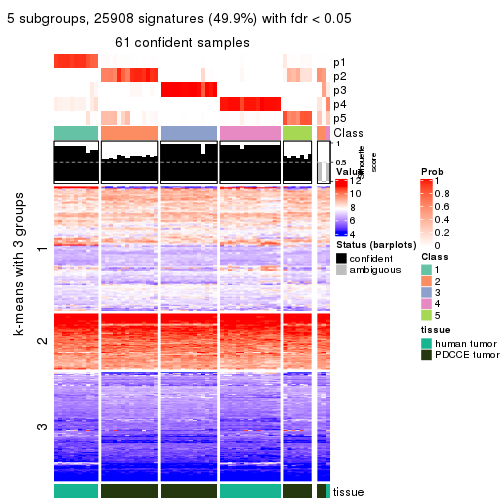 5 subgroups, 25908 signatures (49.9%) with fdr < 0.05
61 confident samples
p1
p2
p3
p4
p5
Class
1
0.5
0
Silhouette
score
k-means with 3 groups
1
2
3
tissue
Value
12
10
8
6
4
Status (barplots)
confident
ambiguous
Prob
1
0.8
0.6
0.4
0.2
0
Class
1
2
3
4
5
tissue
human tumor
PDCCE tumor